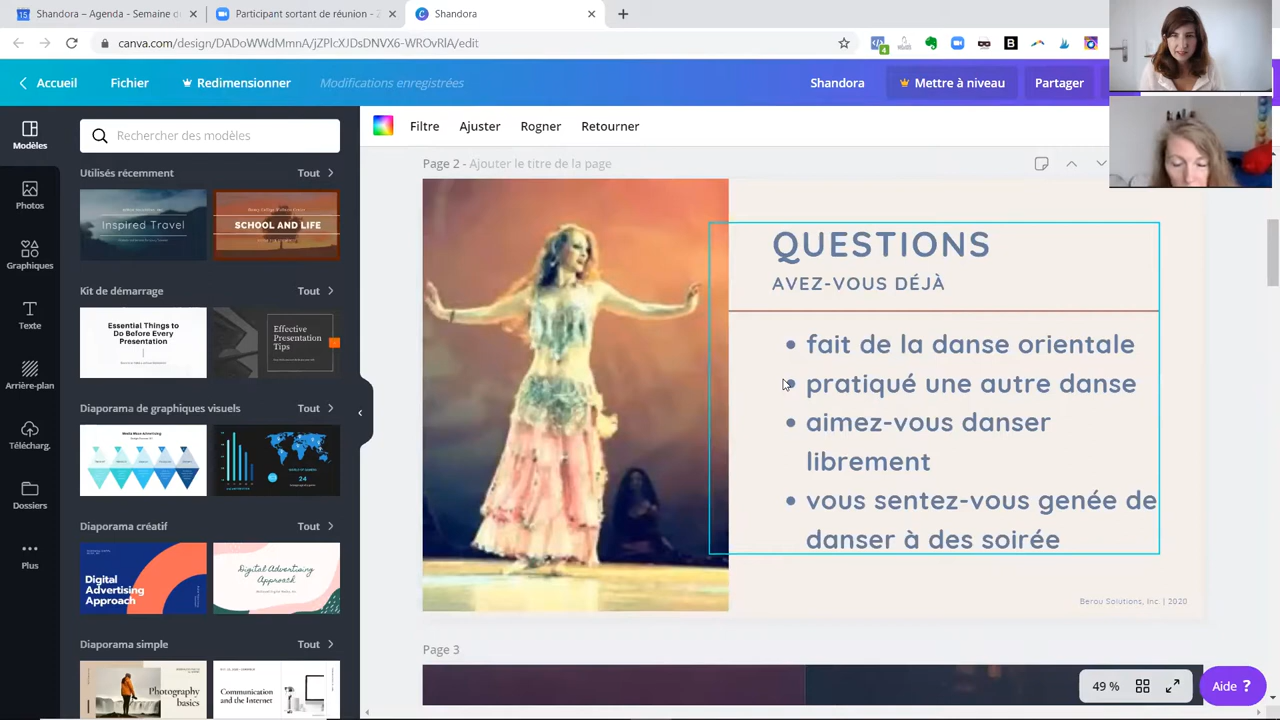 Shandora – Agenda - Semaine d
Participant sortant de réunion - Z
Shandora
canva.com/design/DADoWWdMmnA/jZPlcXJDsDNVX6-WROvRlA/edit
4
Accueil
Fichier
Redimensionner
Modifications enregistrées
Shandora
Mettre à niveau
Partager
Modèles
Photos
Graphiques
Texte
Arrière-plan
Télécharg.
Dossiers
Plus
Rechercher des modèles
Utilisés récemment
Tout
Inspired Travel
SCHOOL AND LIFE
Kit de démarrage
Tout
Essential Things to
Do Before Every
Presentation
Effective
Presentation
Tips
Diaporama de graphiques visuels
Tout
Diaporama créatif
Tout
Digital
Advertising
Approach
Digital Advertising
Approach
Diaporama simple
Tout
Photography
basics
Communication
and the Internet
Filtre
Ajuster
Rogner
Retourner
Page 2 - Ajouter le titre de la page
QUESTIONS
AVEZ-VOUS DÉJÀ
• fait de la danse orientale
• pratiqué une autre danse
• aimez-vous danser
librement
• vous sentez-vous genée de
danser à des soirée
Berou Solutions, Inc. | 2020
Page 3
49 %
Aide ?